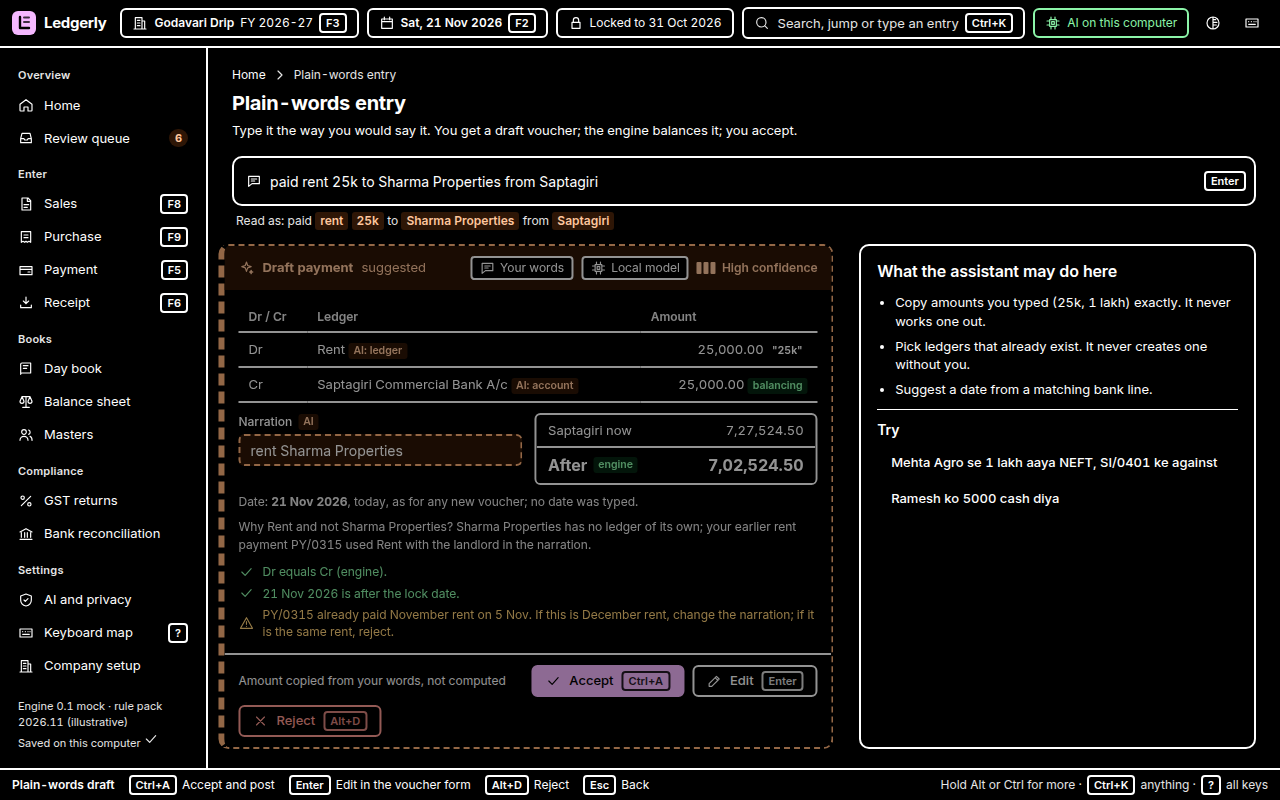 Ledgerly
Godavari Drip FY 2026-27 F3
Sat, 21 Nov 2026 F2
Locked to 31 Oct 2026
Search, jump or type an entry Ctrl+K
AI on this computer
Overview
Home
Review queue 6
Enter
Sales F8
Purchase F9
Payment F5
Receipt F6
Books
Day book
Balance sheet
Masters
Compliance
GST returns
Bank reconciliation
Settings
AI and privacy
Keyboard map ?
Company setup
Engine 0.1 mock · rule pack
2026.11 (illustrative)
Saved on this computer
Home > Plain-words entry
Plain-words entry
Type it the way you would say it. You get a draft voucher; the engine balances it; you accept.
paid rent 25k to Sharma Properties from Saptagiri Enter
Read as: paid rent 25k to Sharma Properties from Saptagiri
Draft payment suggested Your words Local model High confidence
Dr / Cr Ledger Amount
Dr Rent AI: ledger 25,000.00 "25k"
Cr Saptagiri Commercial Bank A/c AI: account 25,000.00 balancing
Narration AI
rent Sharma Properties
Saptagiri now 7,27,524.50
After engine 7,02,524.50
Date: 21 Nov 2026, today, as for any new voucher; no date was typed.
Why Rent and not Sharma Properties? Sharma Properties has no ledger of its own; your earlier rent
payment PY/0315 used Rent with the landlord in the narration.
Dr equals Cr (engine).
21 Nov 2026 is after the lock date.
PY/0315 already paid November rent on 5 Nov. If this is December rent, change the narration; if it
is the same rent, reject.
Amount copied from your words, not computed
Accept Ctrl+A
Edit Enter
Reject Alt+D
What the assistant may do here
• Copy amounts you typed (25k, 1 lakh) exactly. It never
works one out.
• Pick ledgers that already exist. It never creates one
without you.
• Suggest a date from a matching bank line.
Try
Mehta Agro se 1 lakh aaya NEFT, SI/0401 ke against
Ramesh ko 5000 cash diya
Plain-words draft Ctrl+A Accept and post Enter Edit in the voucher form Alt+D Reject Esc Back
Hold Alt or Ctrl for more · Ctrl+K anything · ? all keys